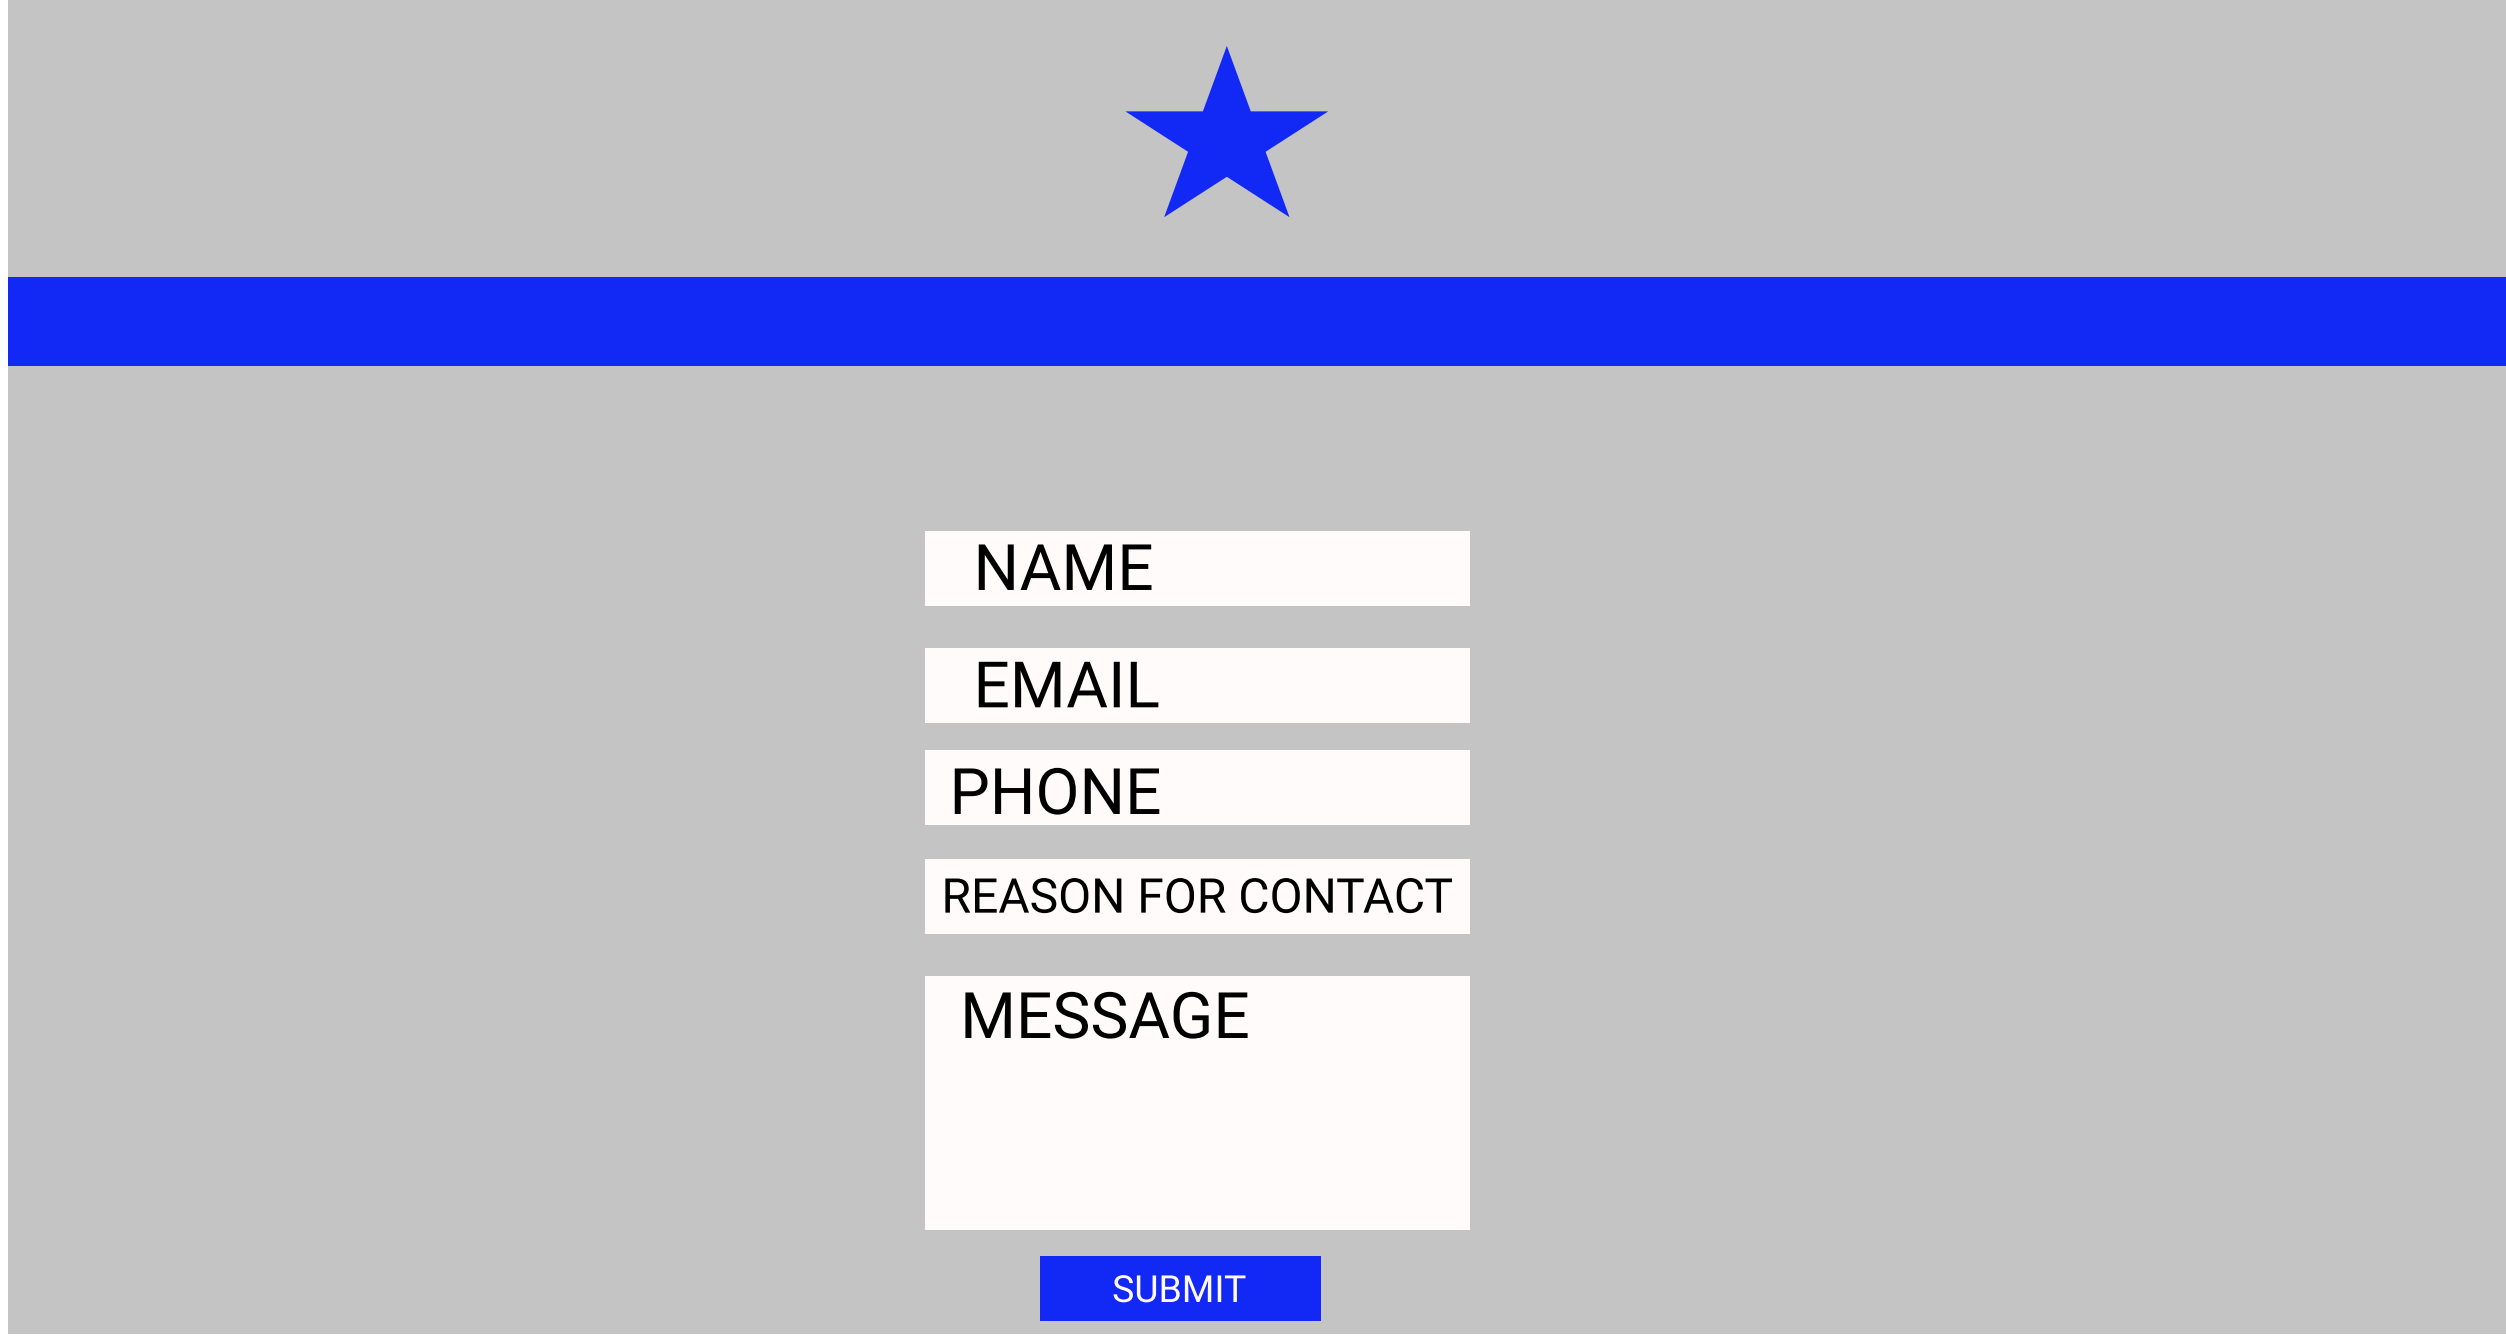 NAME
EMAIL
PHONE
REASON FOR CONTACT
MESSAGE
SUBMIT